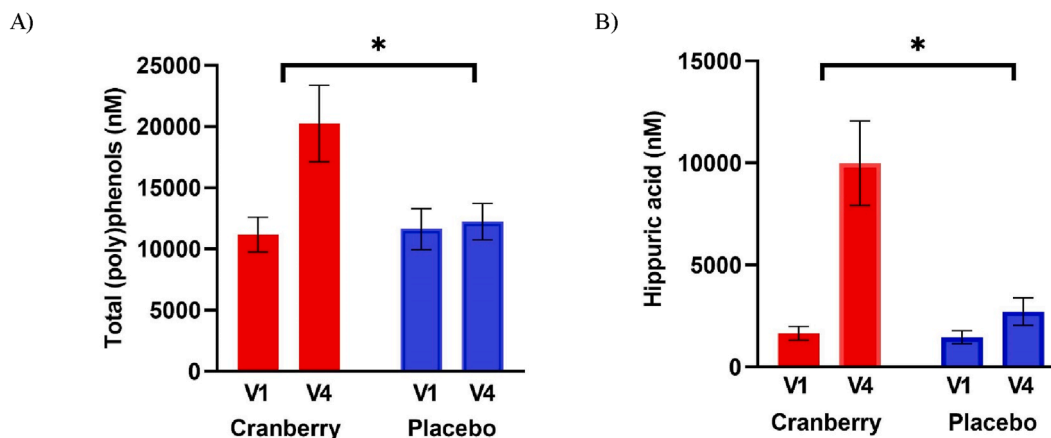 A)
*
Total (poly)phenols (nM)
25000
20000
15000
10000
5000
0
V1 V4 V1 V4
Cranberry Placebo
B)
*
Hippuric acid (nM)
15000
10000
5000
0
V1 V4 V1 V4
Cranberry Placebo